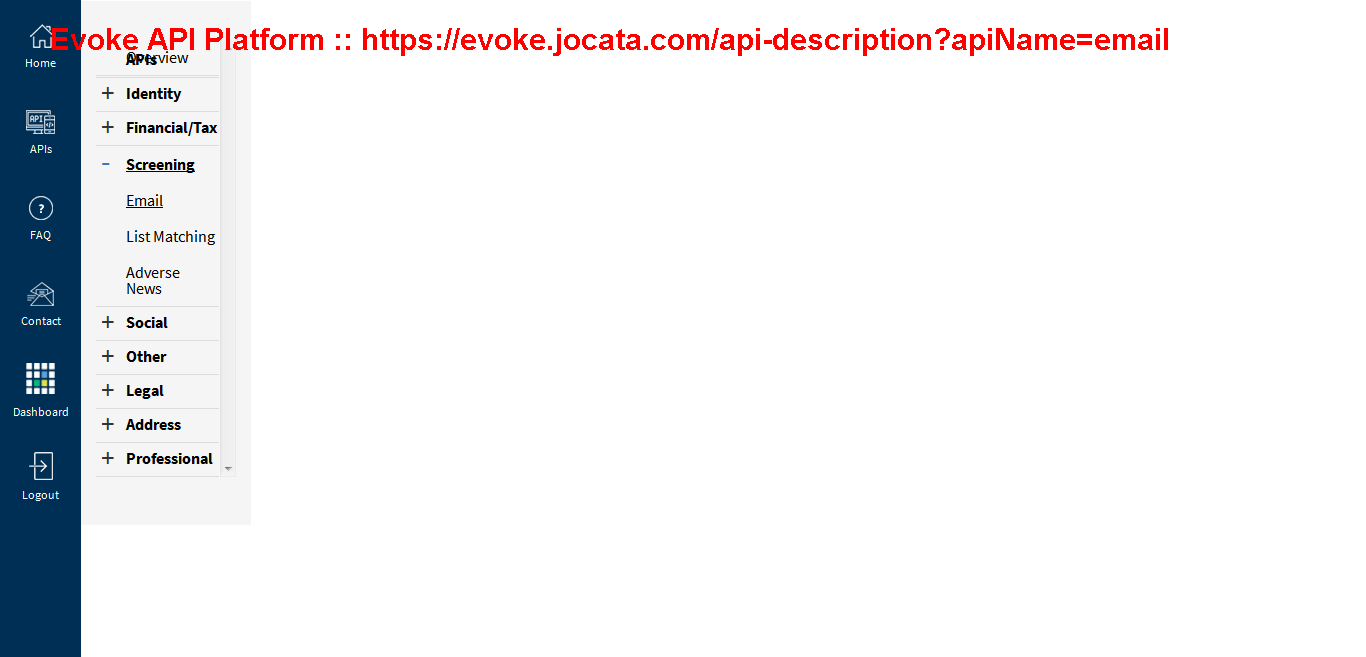 Evoke API Platform :: https://evoke.jocata.com/api-description?apiName=email
Home
APIs
FAQ
?
Contact
Dashboard
Logout
APIs
Overview
+ Identity
+ Financial/Tax
− Screening
Email
List Matching
Adverse
News
+ Social
+ Other
+ Legal
+ Address
+ Professional
API